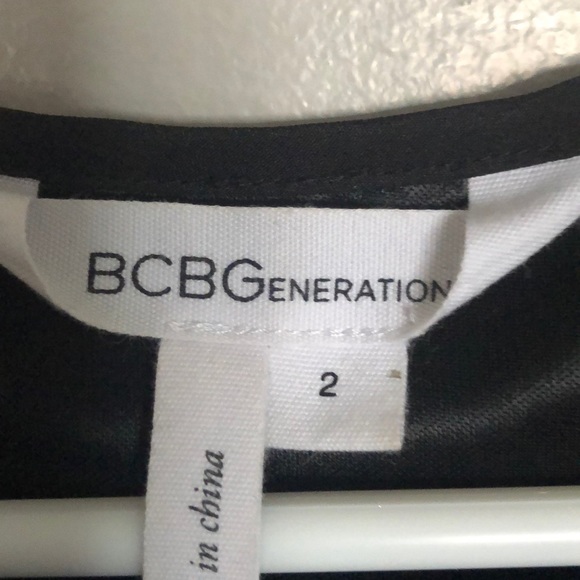 BCBGENERATION
2
in china